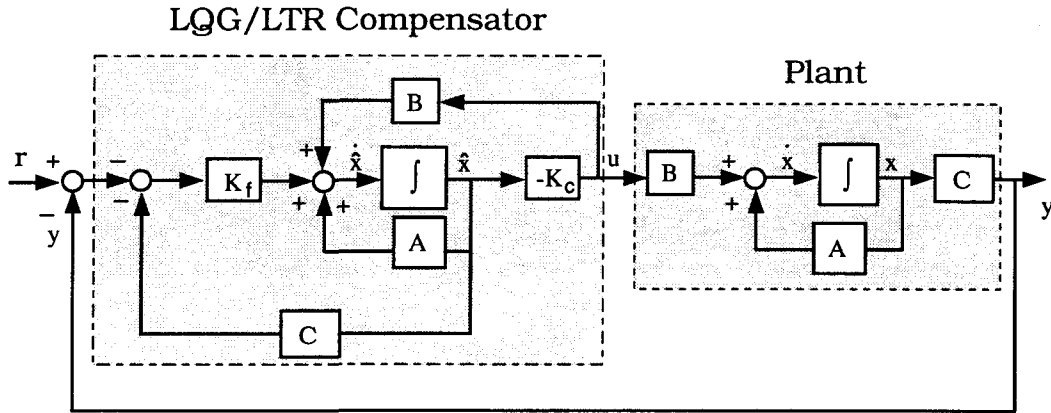 LQG/LTR Compensator
Plant
B
r + − K_f + ẋ̂ ∫ x̂ -K_c u B + ẋ ∫ x C
− − + + + y
y A A
C